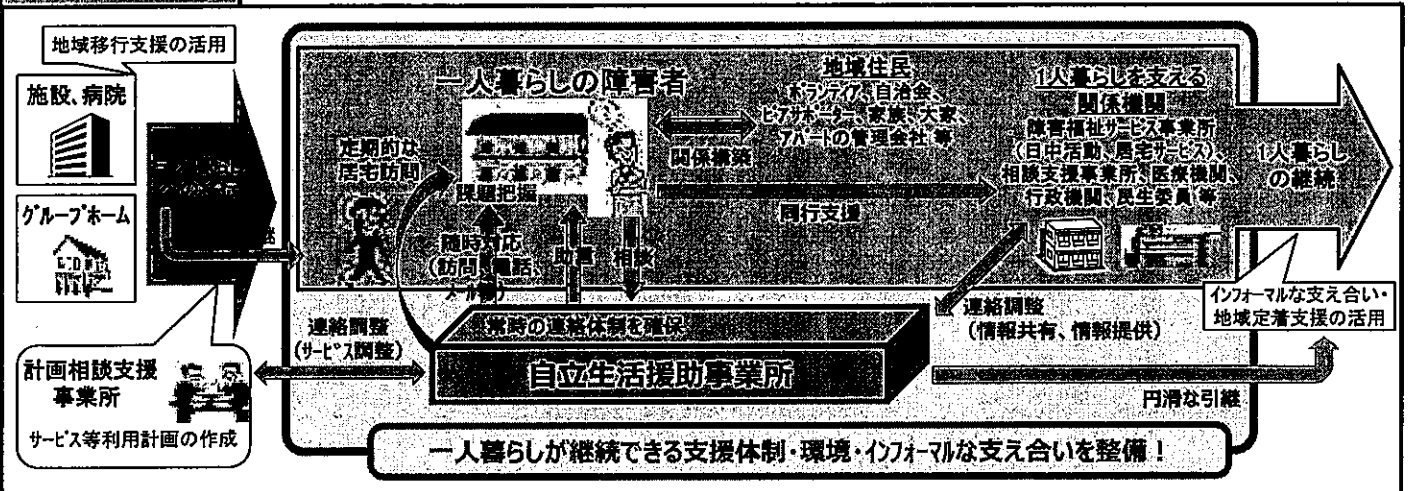 地域移行支援の活用
施設、病院
グループホーム
計画相談支援
事業所
サービス等利用計画の作成
連絡調整
(サービス調整)
一人暮らしの障害者
定期的な
居宅訪問
課題把握
随時対応
(訪問、電話、
メール等)
助言
相談
地域住民
ボランティア、自治会、
ピアサポーター、家族、大家、
アパートの管理会社 等
関係構築
同行支援
1人暮らしを支える
関係機関
障害福祉サービス事業所
(日中活動、居宅サービス)、
相談支援事業所、医療機関、
行政機関、民生委員 等
1人暮らし
の継続
常時の連絡体制を確保
自立生活援助事業所
連絡調整
(情報共有、情報提供)
インフォーマルな支え合い・
地域定着支援の活用
円滑な引継
一人暮らしが継続できる支援体制・環境・インフォーマルな支え合いを整備!